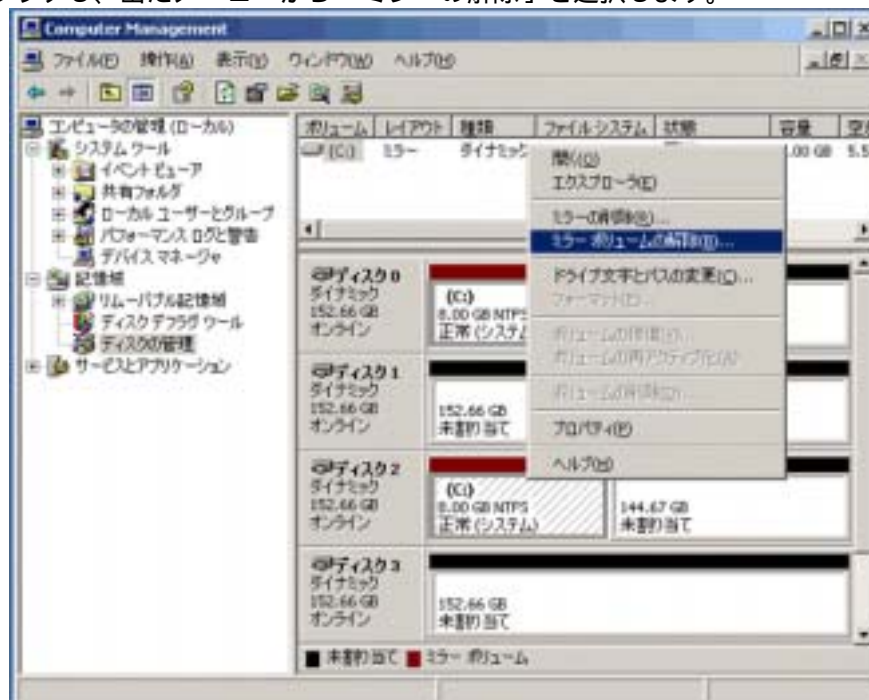 Computer Management
ファイル(F) 操作(A) 表示(V) ウィンドウ(W) ヘルプ(H)
コンピュータの管理 (ローカル)
システム ツール
イベント ビューア
共有フォルダ
ローカル ユーザーとグループ
パフォーマンス ログと警告
デバイス マネージャ
記憶域
リムーバブル記憶域
ディスク デフラグ ツール
ディスクの管理
サービスとアプリケーション
ボリューム レイアウト 種類 ファイル システム 状態 容量
(C:) ミラー ダイナミック
開く(O)
エクスプローラ(E)
ミラーの削除(R)...
ミラー ボリュームの解除(B)...
ドライブ文字とパスの変更(C)...
フォーマット(F)...
ボリュームの再アクティブ化(A)
プロパティ(P)
ヘルプ(H)
ディスク 0
ダイナミック
152.66 GB
オンライン
(C:)
8.00 GB NTFS
正常 (システム
ディスク 1
ダイナミック
152.66 GB
オンライン
152.66 GB
未割り当て
ディスク 2
ダイナミック
152.66 GB
オンライン
(C:)
8.00 GB NTFS
正常 (システム)
144.67 GB
未割り当て
ディスク 3
ダイナミック
152.66 GB
オンライン
152.66 GB
未割り当て
未割り当て ミラー ボリューム